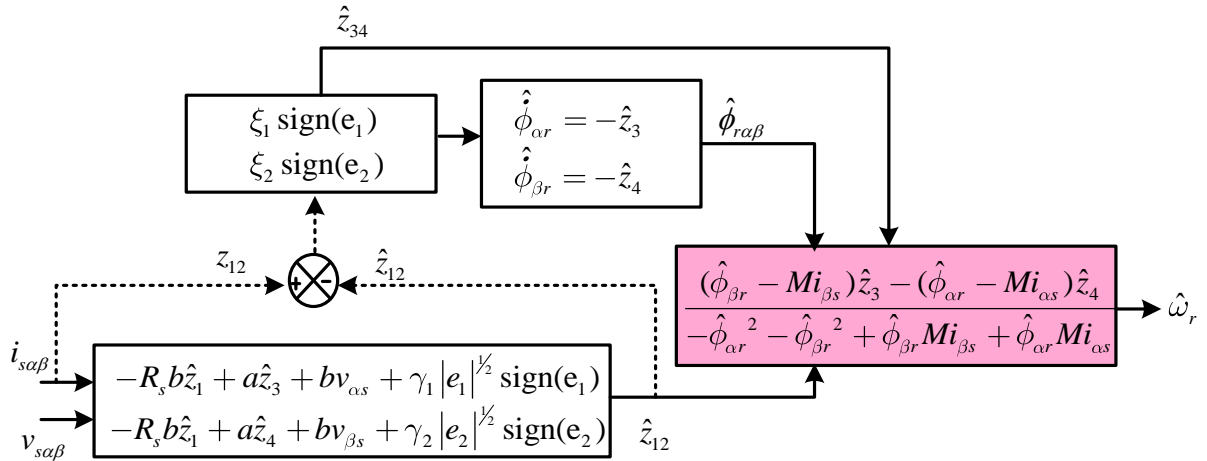 ẑ₃₄
ξ₁ sign(e₁)
ξ₂ sign(e₂)
ϕ̂̇_αr = −ẑ₃
ϕ̂̇_βr = −ẑ₄
ϕ̂_rαβ
z₁₂
ẑ₁₂
+ -
(ϕ̂_βr − Mi_βs)ẑ₃ − (ϕ̂_αr − Mi_αs)ẑ₄
−ϕ̂_αr² − ϕ̂_βr² + ϕ̂_βr Mi_βs + ϕ̂_αr Mi_αs
ω̂_r
i_sαβ
v_sαβ
−R_s bẑ₁ + aẑ₃ + bv_αs + γ₁ |e₁|^½ sign(e₁)
−R_s bẑ₁ + aẑ₄ + bv_βs + γ₂ |e₂|^½ sign(e₂)
ẑ₁₂